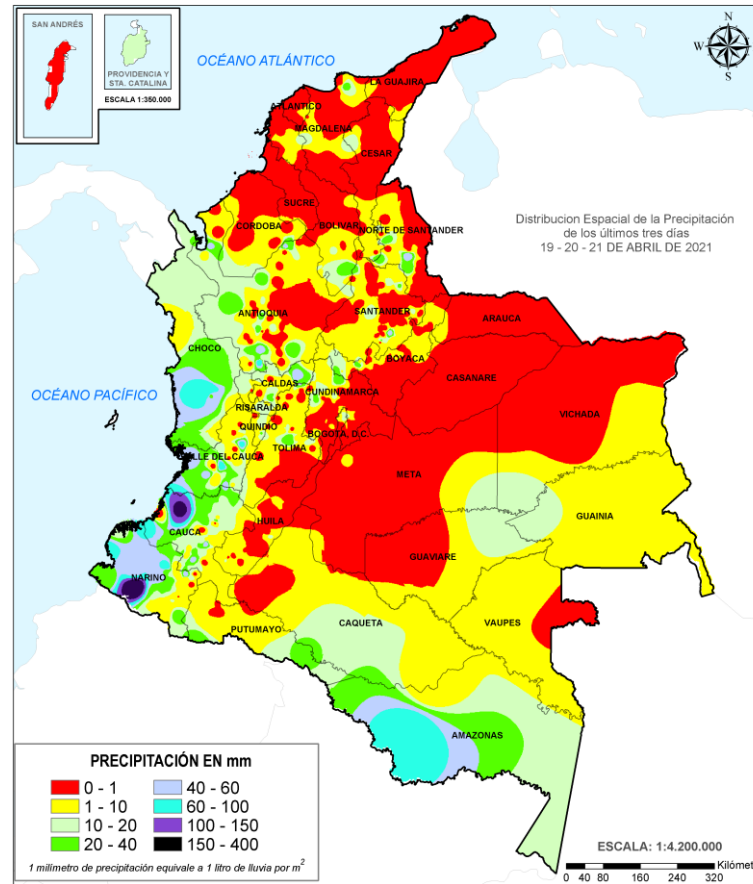 SAN ANDRÉS
PROVIDENCIA Y
STA. CATALINA
ESCALA 1:350.000
OCÉANO ATLÁNTICO
N
W
E
S
LA GUAJIRA
ATLANTICO
MAGDALENA
CESAR
SUCRE
CORDOBA
BOLIVAR
NORTE DE SANTANDER
Distribucion Espacial de la Precipitación
de los últimos tres días
19 - 20 - 21 DE ABRIL DE 2021
ANTIOQUIA
SANTANDER
ARAUCA
CHOCO
BOYACA
CASANARE
CALDAS
CUNDINAMARCA
OCÉANO PACÍFICO
RISARALDA
VICHADA
QUINDIO
BOGOTA, D.C.
TOLIMA
VALLE DEL CAUCA
META
GUAINIA
HUILA
CAUCA
GUAVIARE
NARINO
PUTUMAYO
CAQUETA
VAUPES
AMAZONAS
PRECIPITACIÓN EN mm
0 - 1 40 - 60
1 - 10 60 - 100
10 - 20 100 - 150
20 - 40 150 - 400
1 milímetro de precipitación equivale a 1 litro de lluvia por m²
ESCALA: 1:4.200.000
Kilómet
0 40 80 160 240 320